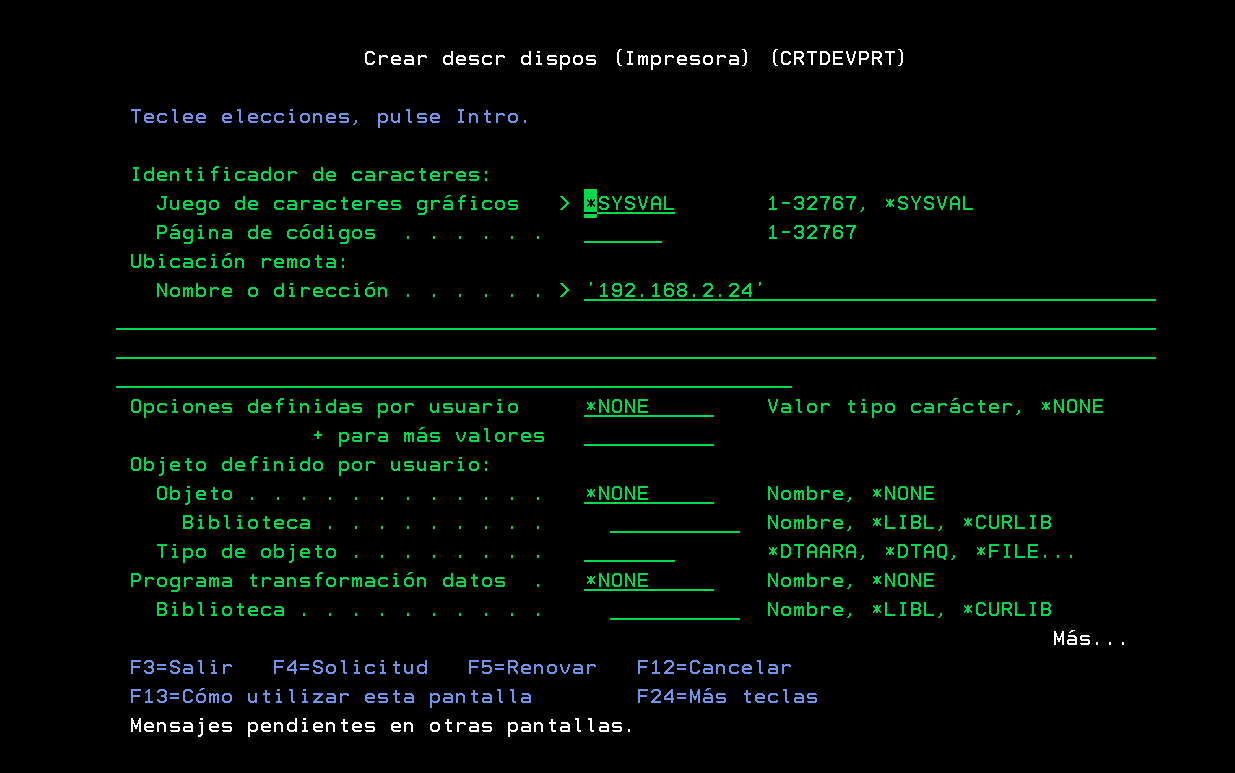 Crear descr dispos (Impresora) (CRTDEVPRT)
Teclee elecciones, pulse Intro.
Identificador de caracteres:
Juego de caracteres gráficos > *SYSVAL 1-32767, *SYSVAL
Página de códigos . . . . . . 1-32767
Ubicación remota:
Nombre o dirección . . . . . . > '192.168.2.24'
Opciones definidas por usuario *NONE Valor tipo carácter, *NONE
+ para más valores
Objeto definido por usuario:
Objeto . . . . . . . . . . . . *NONE Nombre, *NONE
Biblioteca . . . . . . . . . Nombre, *LIBL, *CURLIB
Tipo de objeto . . . . . . . . *DTAARA, *DTAQ, *FILE...
Programa transformación datos . *NONE Nombre, *NONE
Biblioteca . . . . . . . . . . Nombre, *LIBL, *CURLIB
Más...
F3=Salir F4=Solicitud F5=Renovar F12=Cancelar
F13=Cómo utilizar esta pantalla F24=Más teclas
Mensajes pendientes en otras pantallas.